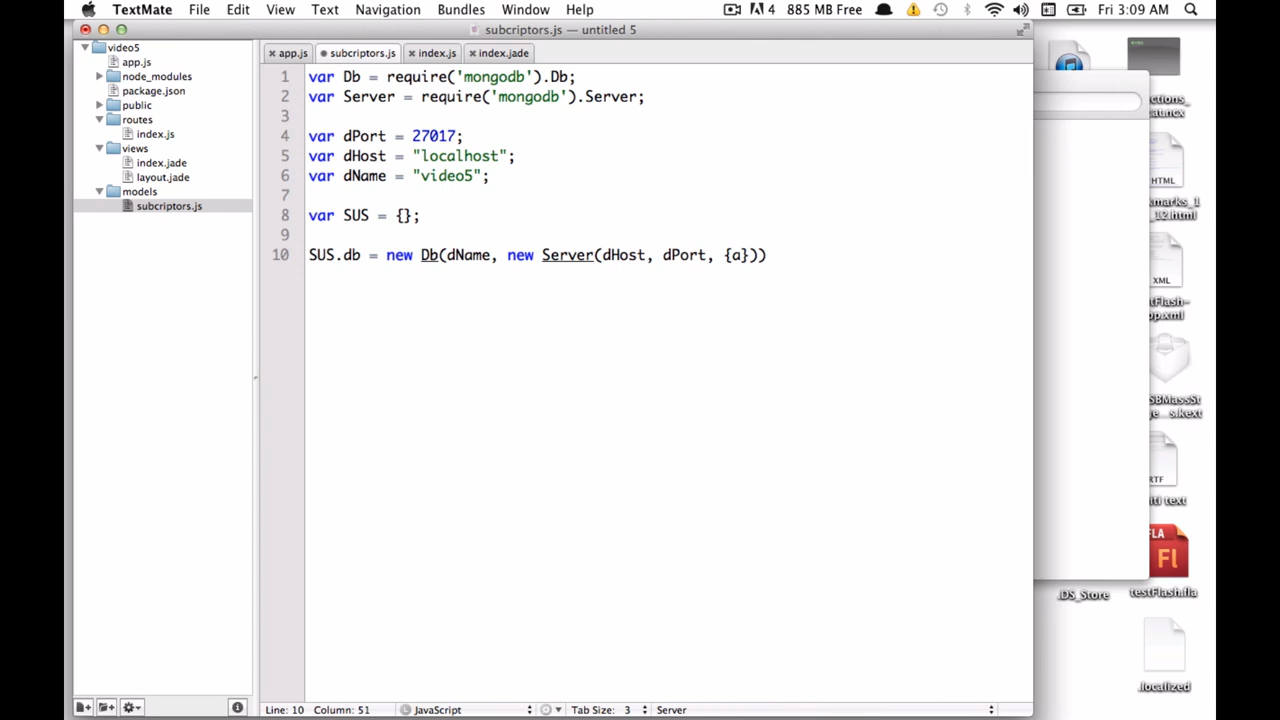 TextMate File Edit View Text Navigation Bundles Window Help 4 885 MB Free Fri 3:09 AM
subcriptors.js — untitled 5
video5
app.js
node_modules
package.json
public
routes
index.js
views
index.jade
layout.jade
models
subcriptors.js
app.js subcriptors.js index.js index.jade
1 var Db = require('mongodb').Db;
2 var Server = require('mongodb').Server;
3
4 var dPort = 27017;
5 var dHost = "localhost";
6 var dName = "video5";
7
8 var SUS = {};
9
10 SUS.db = new Db(dName, new Server(dHost, dPort, {a}))
Line: 10 Column: 51 JavaScript Tab Size: 3 Server
HTML
XML
RTF
FLA
Fl
.DS_Store
testFlash.fla
.localized